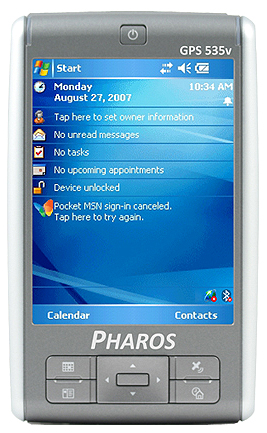 GPS 535v
Start
Monday 10:34 AM
August 27, 2007
Tap here to set owner information
No unread messages
No tasks
No upcoming appointments
Device unlocked
Pocket MSN sign-in canceled.
Tap here to try again.
Calendar Contacts
PHAROS